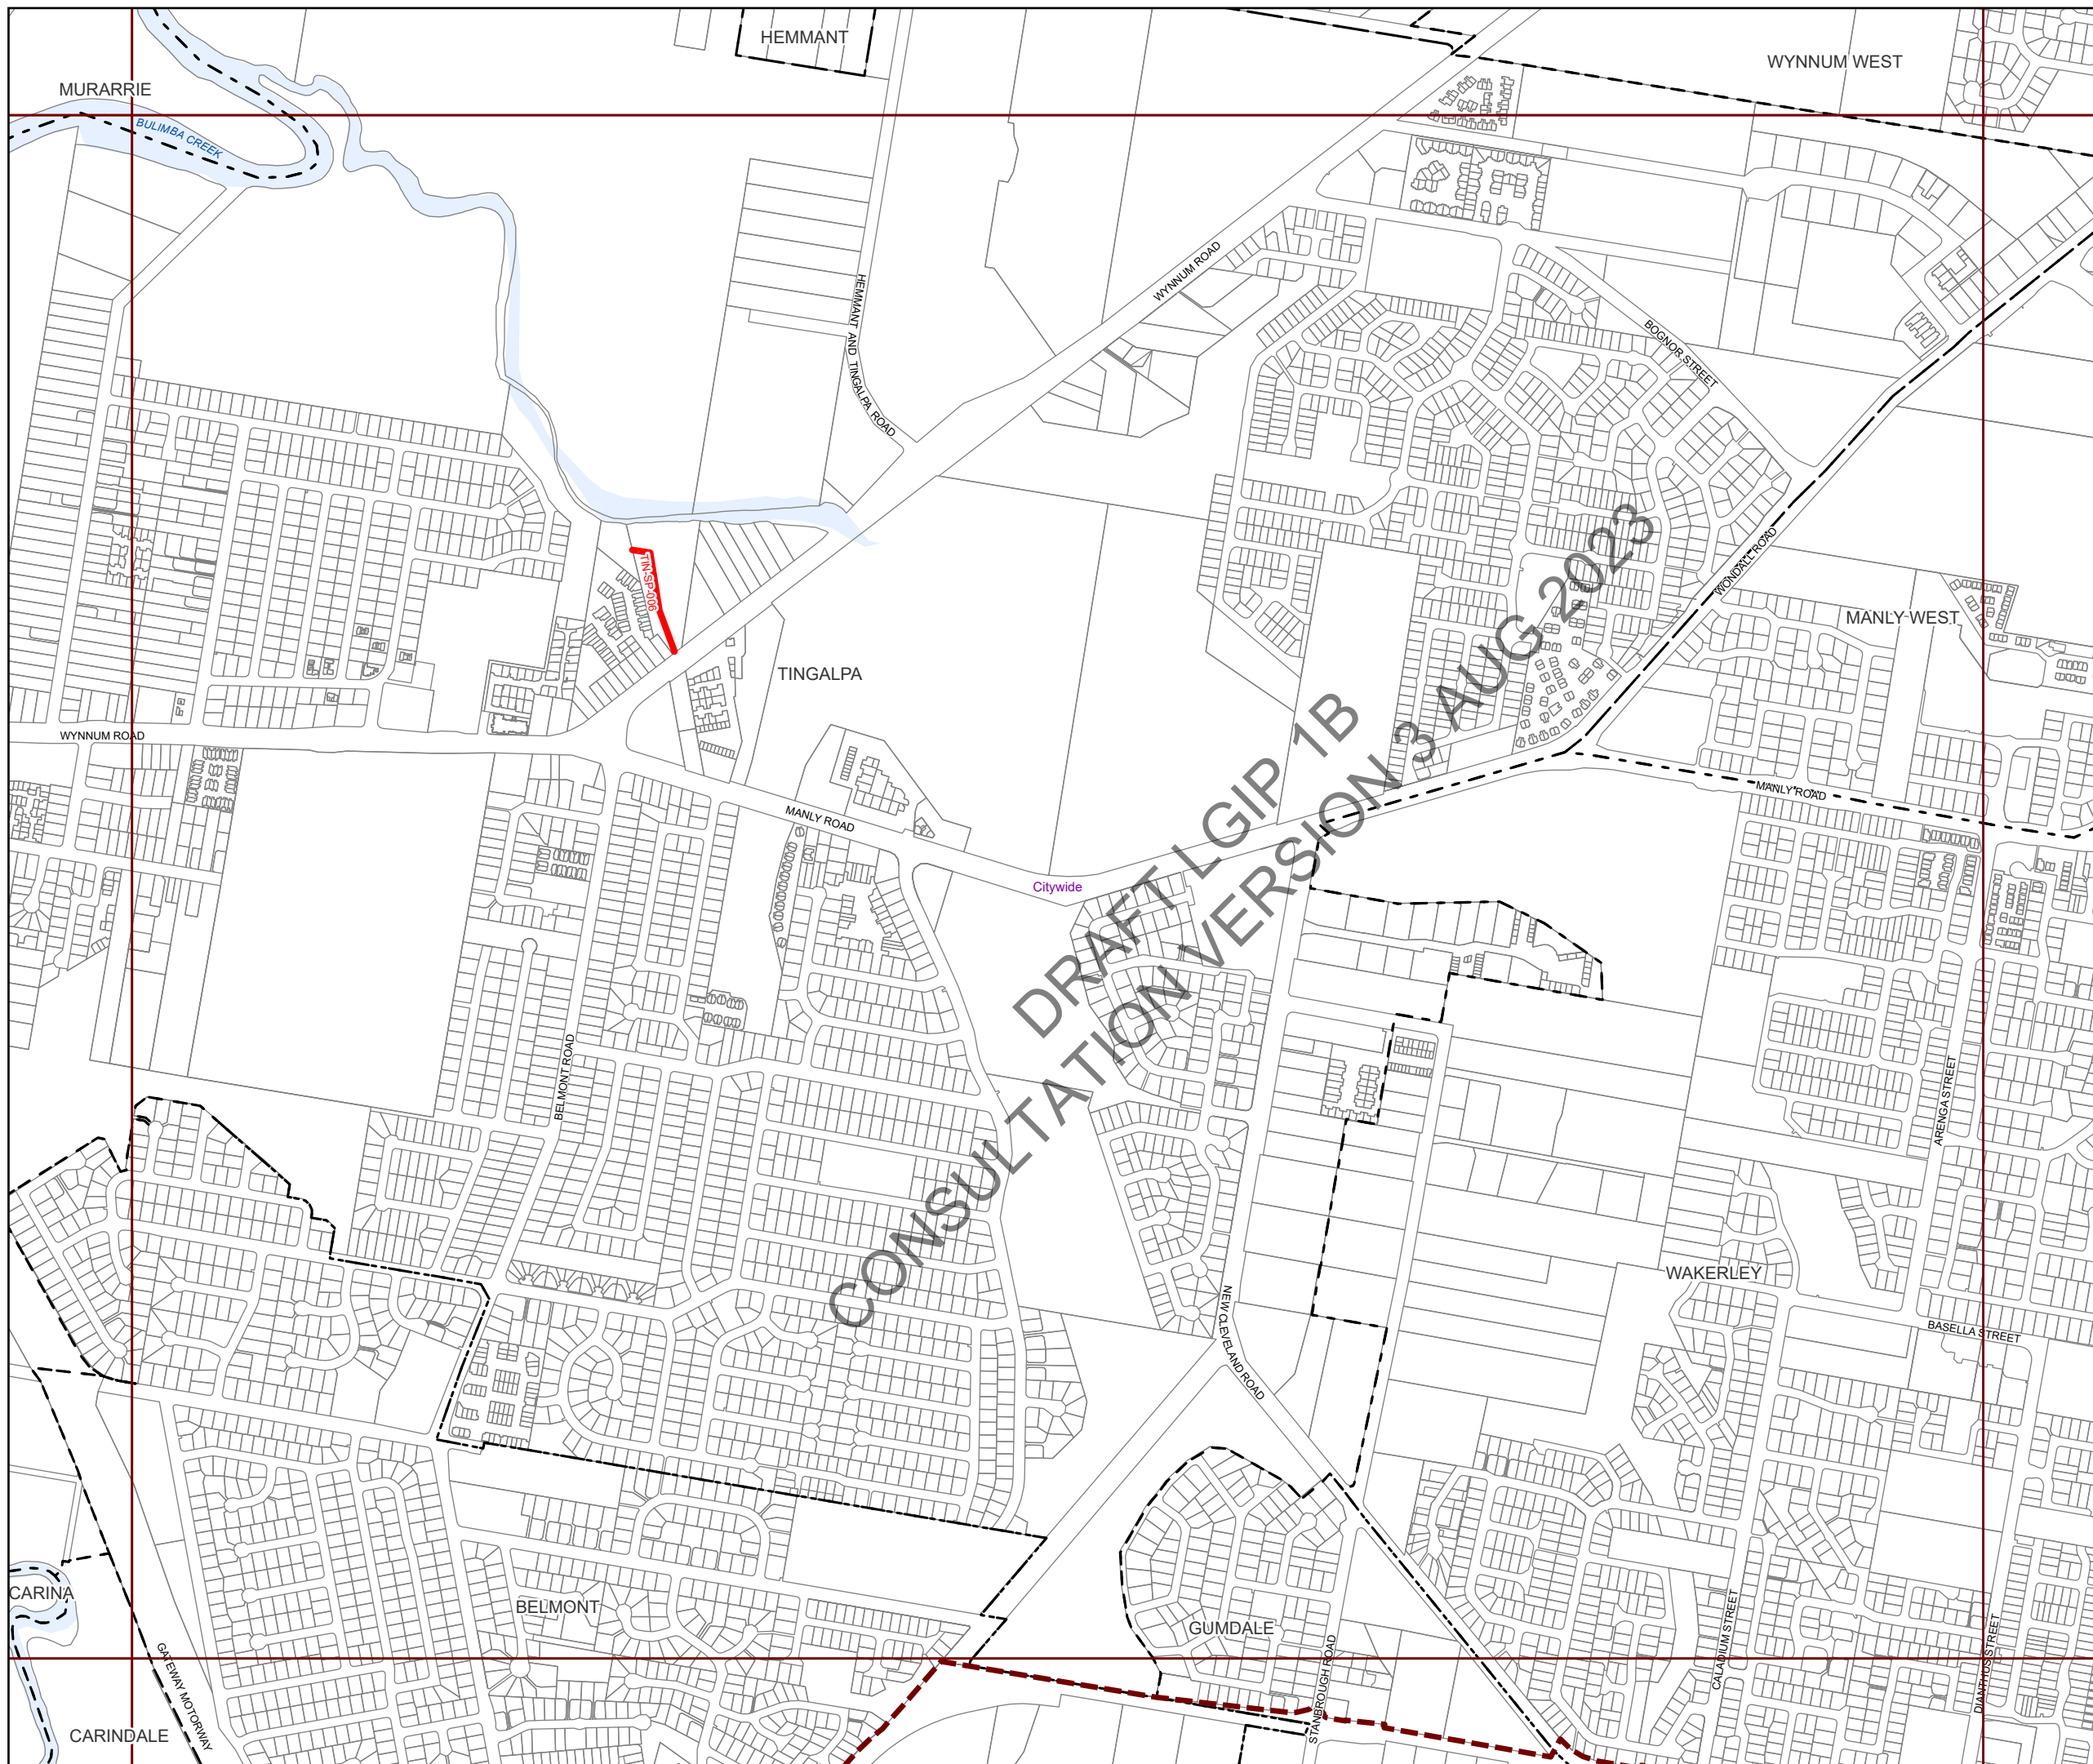 HEMMANT
WYNNUM WEST
MURARRIE
BULIMBA CREEK
WYNNUM ROAD
HEMMANT AND TINGALPA ROAD
BOGNOR STREET
WONDALL ROAD
TIN-SP-006
MANLY WEST
TINGALPA
WYNNUM ROAD
MANLY ROAD
MANLY ROAD
Citywide
DRAFT LGIP 1B
CONSULTATION VERSION 3 AUG 2023
BELMONT ROAD
ARENGA STREET
WAKERLEY
NEW CLEVELAND ROAD
BASELLA STREET
CARINA
BELMONT
GUMDALE
CALADIUM STREET
DIANTHUS STREET
STANBROUGH ROAD
GATEWAY MOTORWAY
CARINDALE